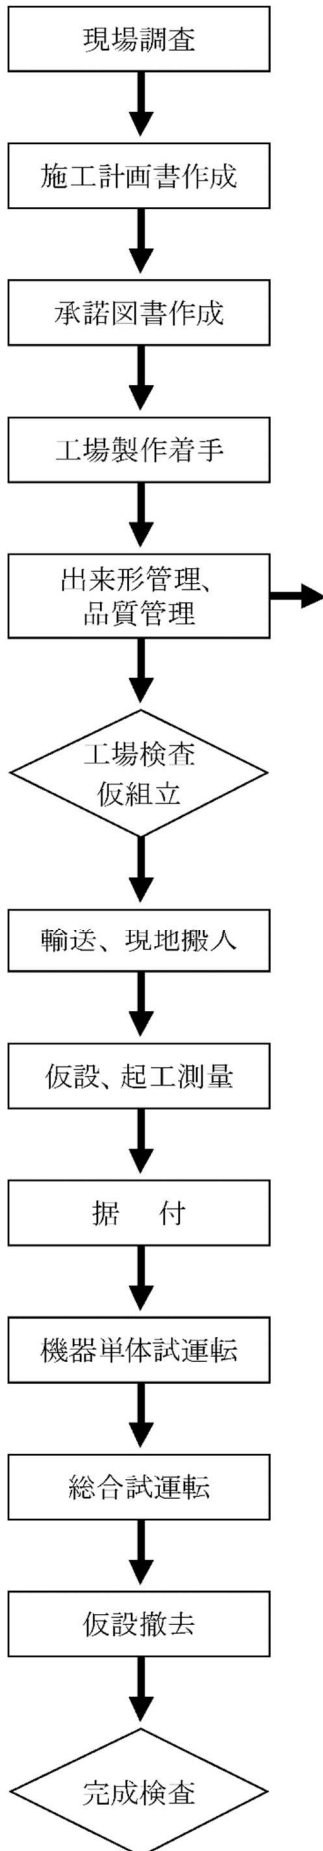 現場調査
施工計画書作成
承諾図書作成
工場製作着手
出来形管理、
品質管理
工場検査
仮組立
輸送、現地搬入
仮設、起工測量
据　付
機器単体試運転
総合試運転
仮設撤去
完成検査